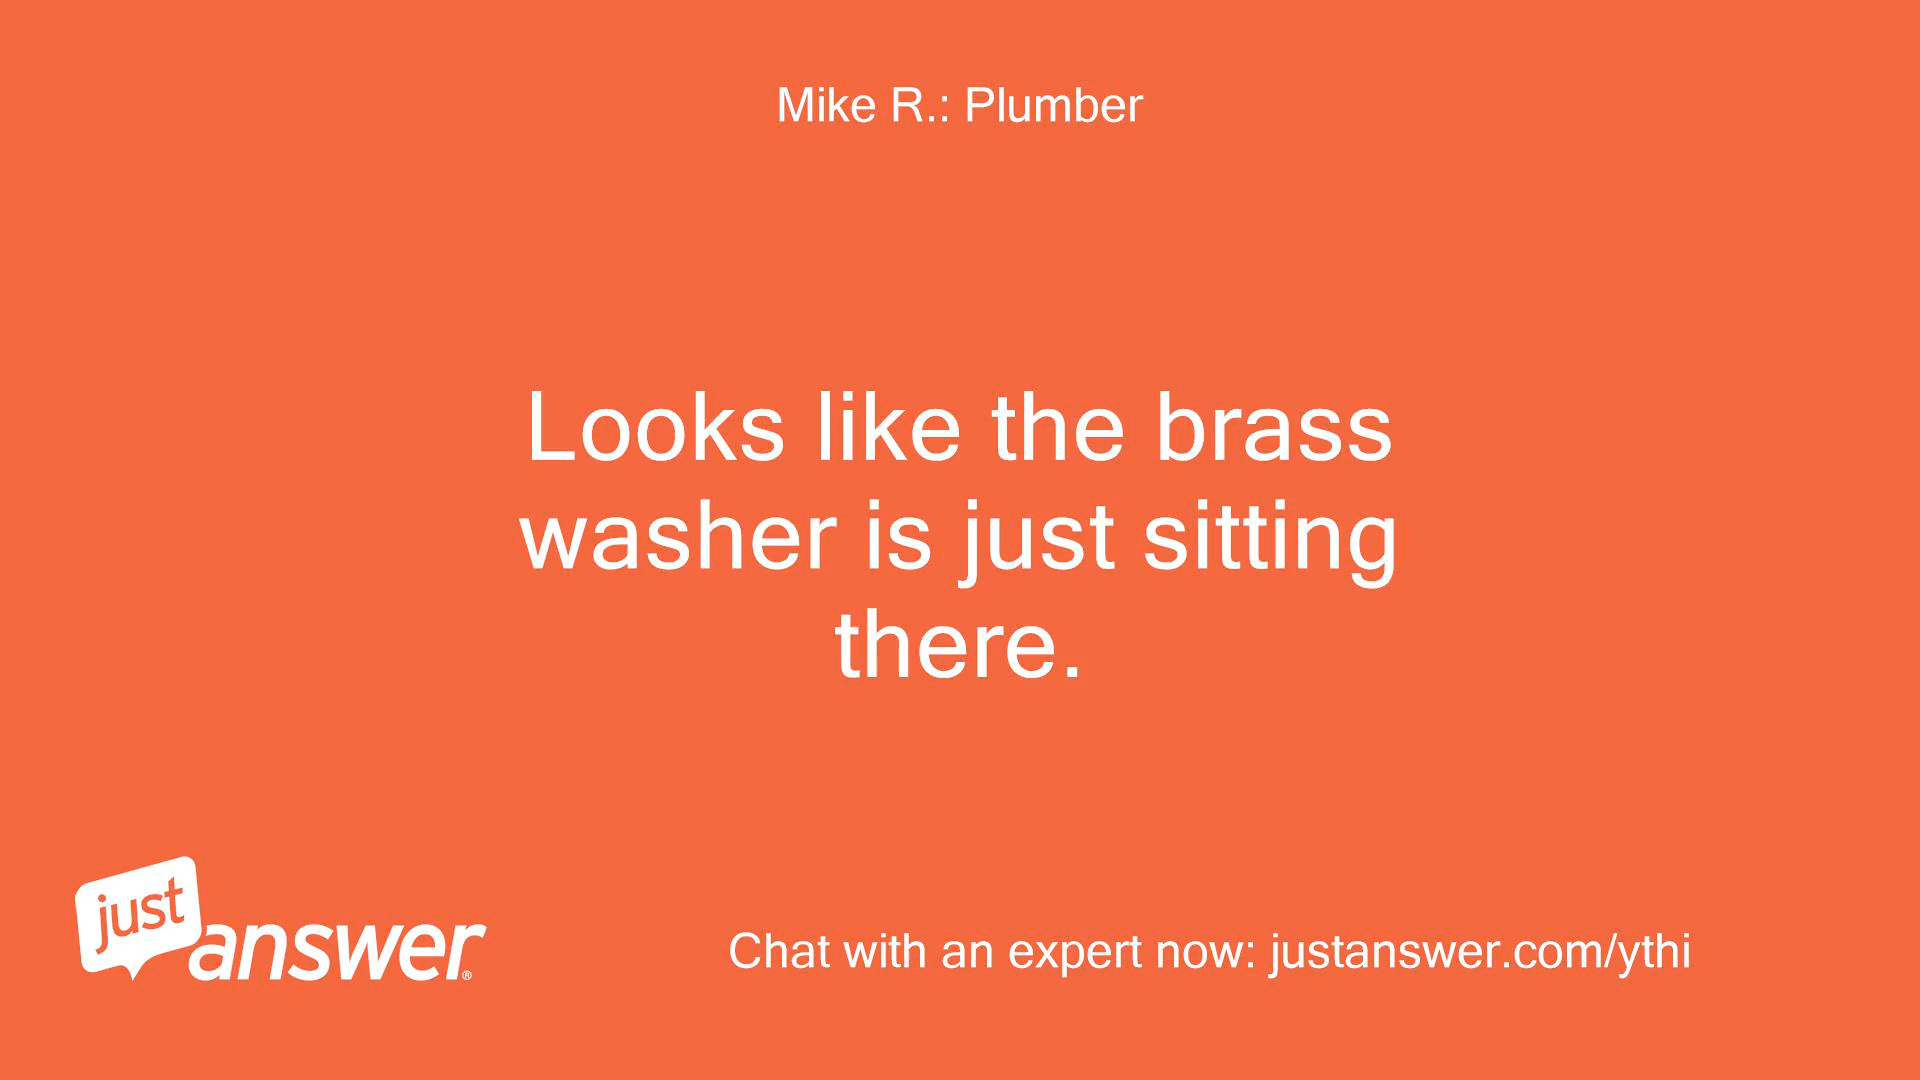 Mike R.: Plumber
Looks like the brass
washer is just sitting
there.
just
answer®
Chat with an expert now: justanswer.com/ythi